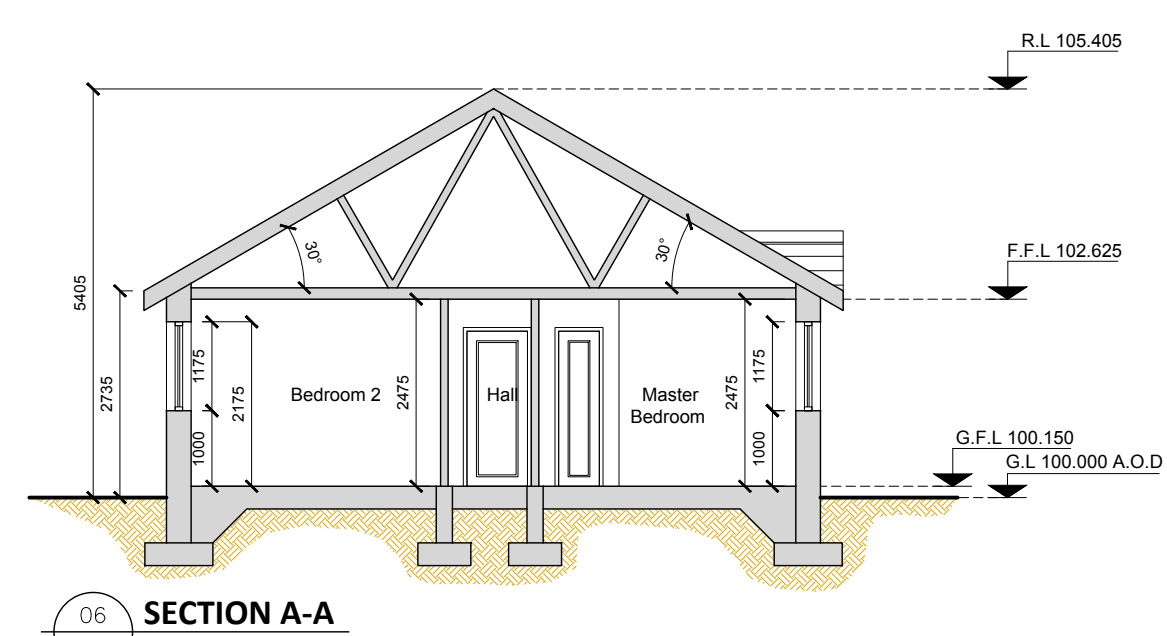 R.L 105.405
F.F.L 102.625
G.F.L 100.150
G.L 100.000 A.O.D
5405
2735
30°
30°
1175
2175
1000
Bedroom 2
2475
Hall
Master
Bedroom
2475
1175
1000
06 SECTION A-A